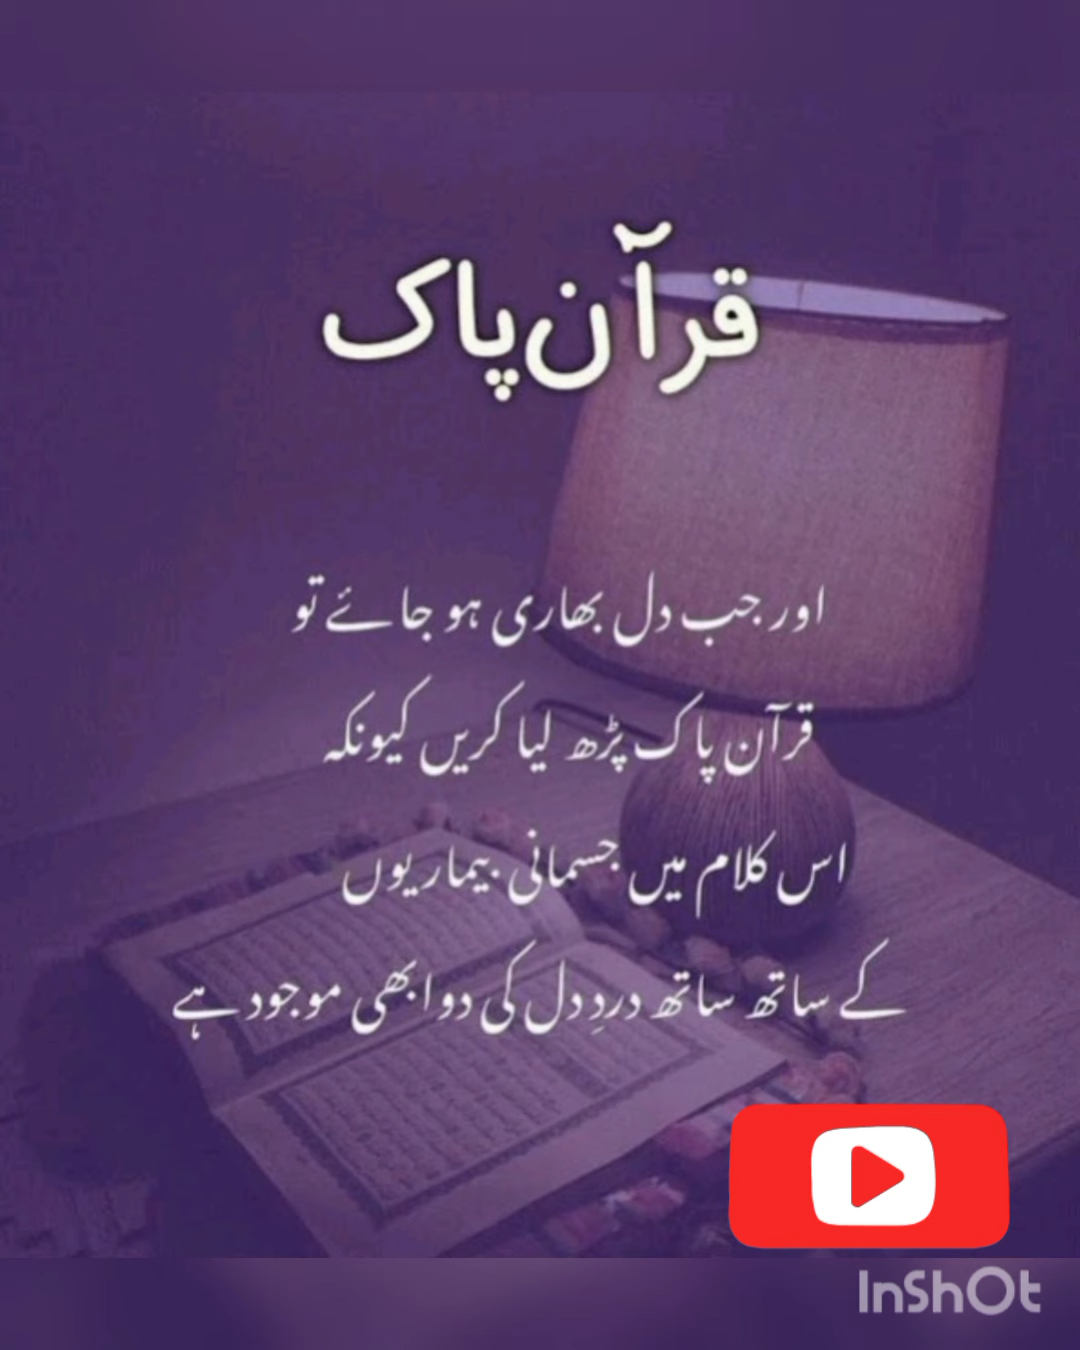 قرآن پاک
اور جب دل بھاری ہو جائے تو
قرآن پاک پڑھ لیا کریں کیونکہ
اس کلام میں جسمانی بیماریوں
کے ساتھ ساتھ دردِ دل کی دوا بھی موجود ہے
InShOt